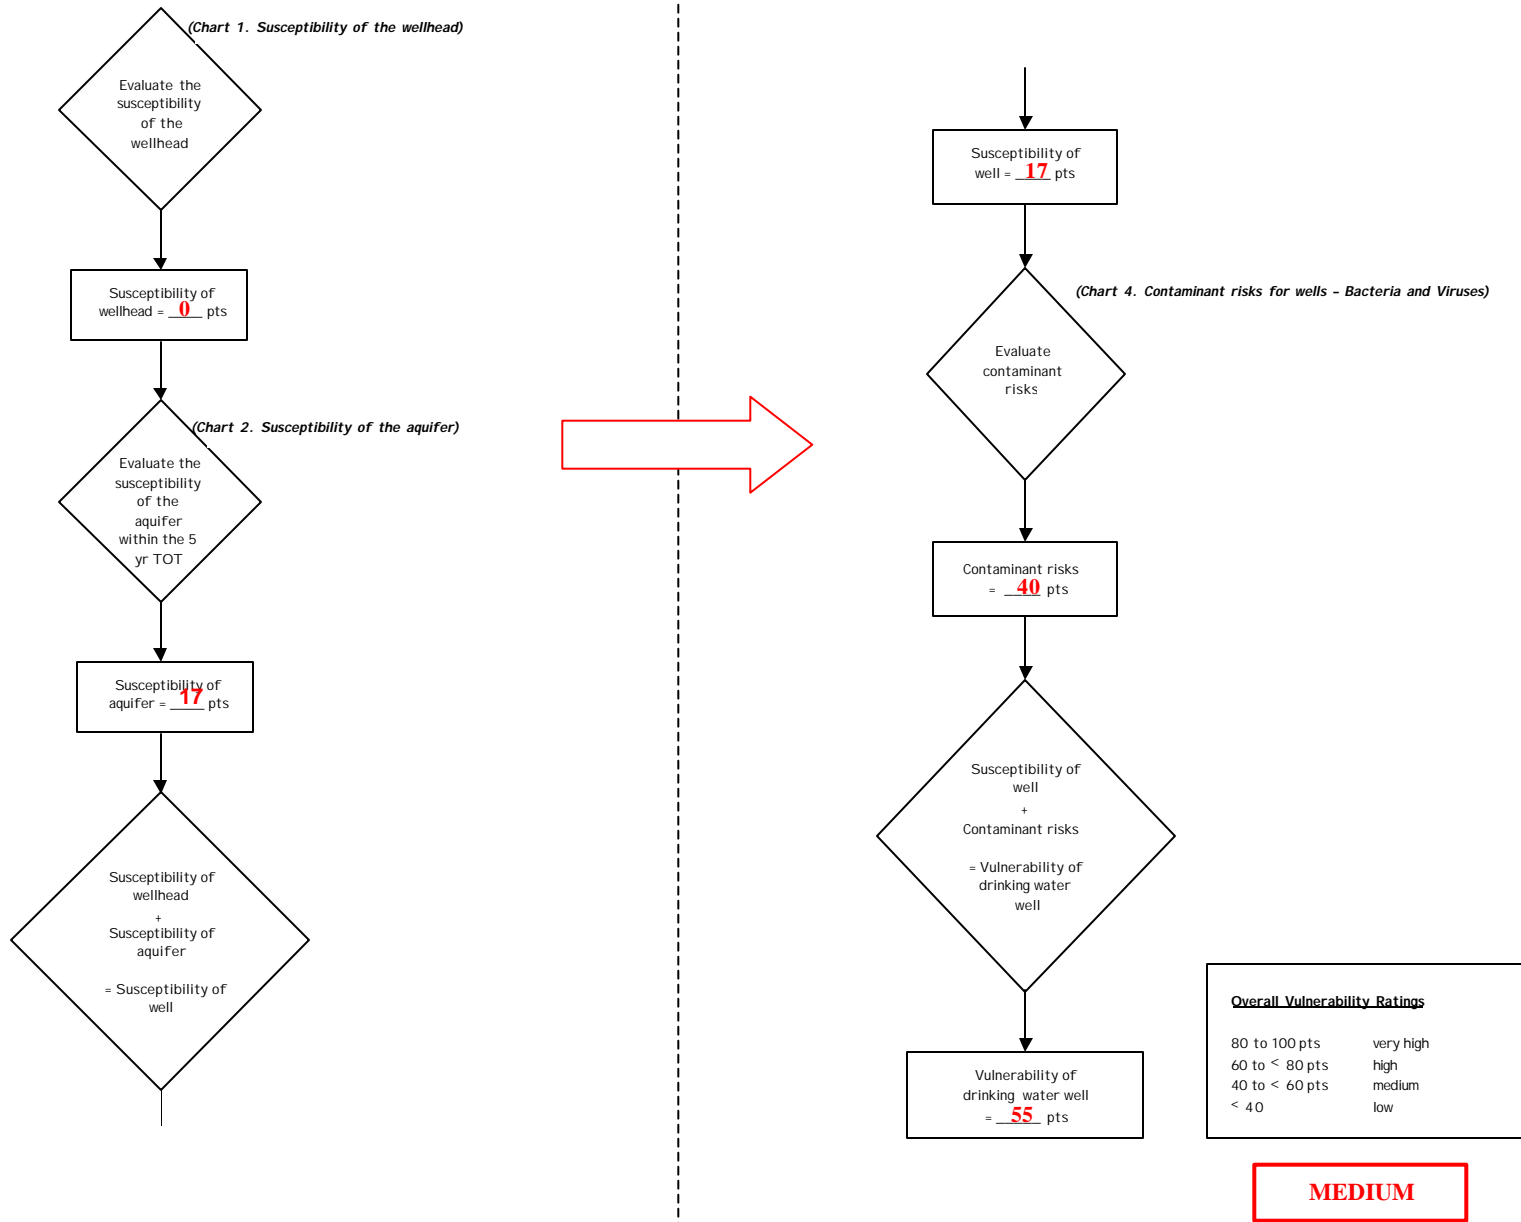 (Chart 1. Susceptibility of the wellhead)
Evaluate the
susceptibility
of the
wellhead
Susceptibility of
wellhead = 0 pts
(Chart 2. Susceptibility of the aquifer)
Evaluate the
susceptibility
of the
aquifer
within the 5
yr TOT
Susceptibility of
aquifer = 17 pts
Susceptibility of
wellhead
+
Susceptibility of
aquifer
= Susceptibility of
well
Susceptibility of
well = 17 pts
(Chart 4. Contaminant risks for wells – Bacteria and Viruses)
Evaluate
contaminant
risks
Contaminant risks
= 40 pts
Susceptibility of
well
+
Contaminant risks
= Vulnerability of
drinking water
well
Vulnerability of
drinking water well
= 55 pts
Overall Vulnerability Ratings
80 to 100 pts very high
60 to < 80 pts high
40 to < 60 pts medium
< 40 low
MEDIUM